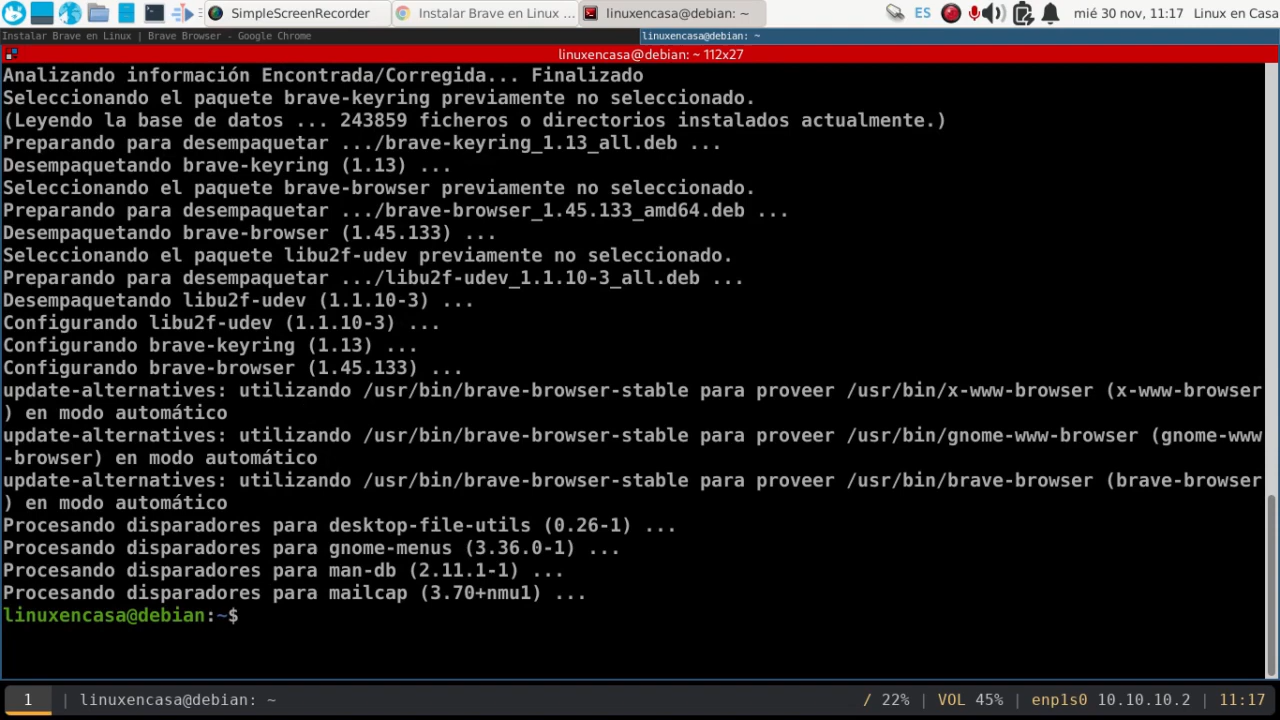 SimpleScreenRecorder
Instalar Brave en Linux ...
linuxencasa@debian: ~
ES
mié 30 nov, 11:17
Linux en Casa
Instalar Brave en Linux | Brave Browser - Google Chrome
linuxencasa@debian: ~
linuxencasa@debian: ~ 112x27
Analizando información Encontrada/Corregida... Finalizado
Seleccionando el paquete brave-keyring previamente no seleccionado.
(Leyendo la base de datos ... 243859 ficheros o directorios instalados actualmente.)
Preparando para desempaquetar .../brave-keyring_1.13_all.deb ...
Desempaquetando brave-keyring (1.13) ...
Seleccionando el paquete brave-browser previamente no seleccionado.
Preparando para desempaquetar .../brave-browser_1.45.133_amd64.deb ...
Desempaquetando brave-browser (1.45.133) ...
Seleccionando el paquete libu2f-udev previamente no seleccionado.
Preparando para desempaquetar .../libu2f-udev_1.1.10-3_all.deb ...
Desempaquetando libu2f-udev (1.1.10-3) ...
Configurando libu2f-udev (1.1.10-3) ...
Configurando brave-keyring (1.13) ...
Configurando brave-browser (1.45.133) ...
update-alternatives: utilizando /usr/bin/brave-browser-stable para proveer /usr/bin/x-www-browser (x-www-browser
) en modo automático
update-alternatives: utilizando /usr/bin/brave-browser-stable para proveer /usr/bin/gnome-www-browser (gnome-www
-browser) en modo automático
update-alternatives: utilizando /usr/bin/brave-browser-stable para proveer /usr/bin/brave-browser (brave-browser
) en modo automático
Procesando disparadores para desktop-file-utils (0.26-1) ...
Procesando disparadores para gnome-menus (3.36.0-1) ...
Procesando disparadores para man-db (2.11.1-1) ...
Procesando disparadores para mailcap (3.70+nmu1) ...
linuxencasa@debian:~$
1 | linuxencasa@debian: ~
/ 22% | VOL 45% | enp1s0 10.10.10.2 | 11:17